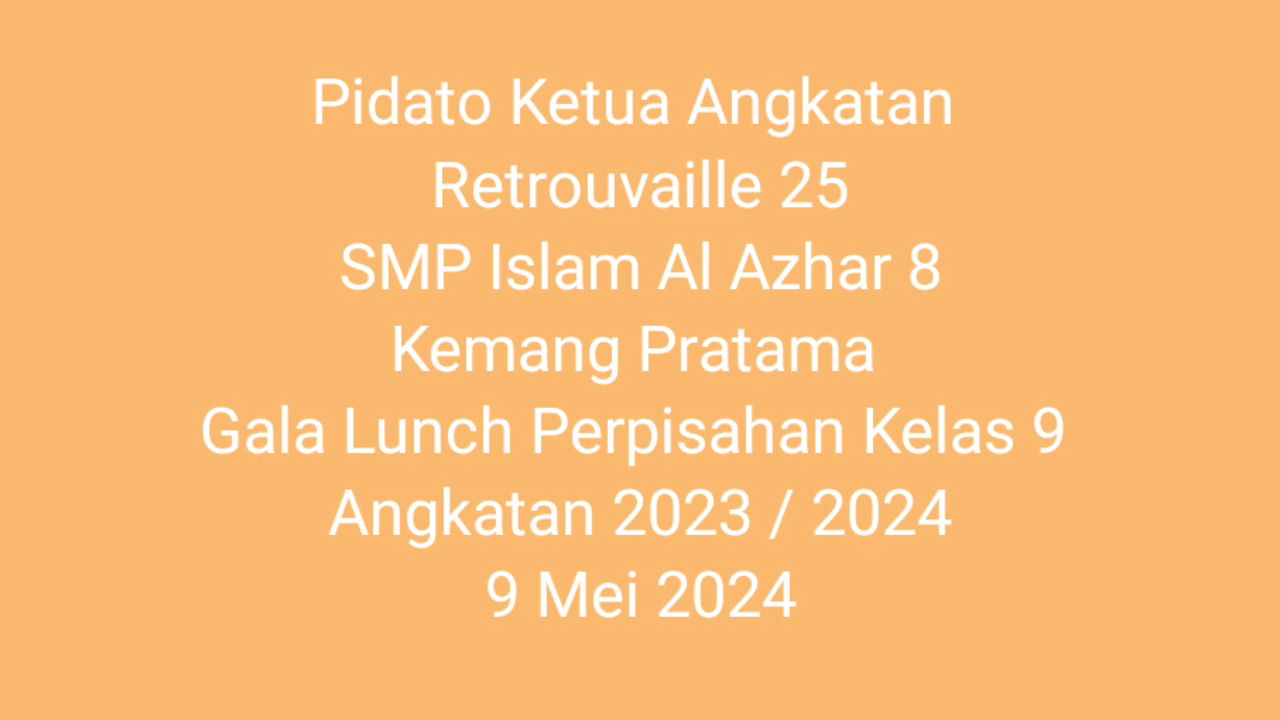 Pidato Ketua Angkatan
Retrouvaille 25
SMP Islam Al Azhar 8
Kemang Pratama
Gala Lunch Perpisahan Kelas 9
Angkatan 2023 / 2024
9 Mei 2024